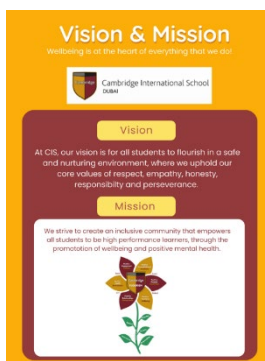 Vision & Mission
Wellbeing is at the heart of everything that we do!
Cambridge International School
DUBAI
Vision
At CIS, our vision is for all students to flourish in a safe
and nurturing environment, where we uphold our
core values of respect, empathy, honesty,
responsibilty and perseverance.
Mission
We strive to create an inclusive community that empowers
all students to be high performance learners, through the
promotation of wellbeing and positive mental health.